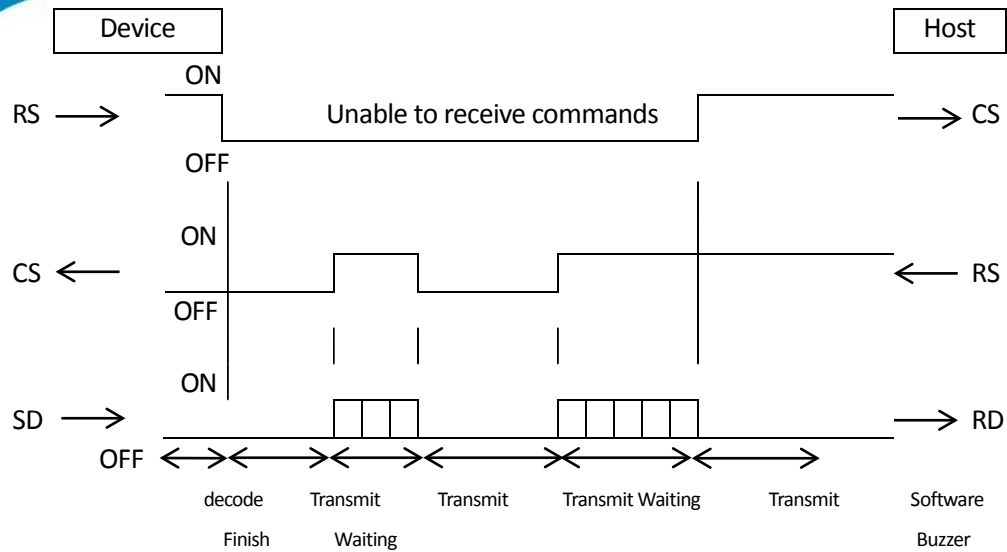 Device Host
ON
RS Unable to receive commands CS
OFF
ON
CS RS
OFF
ON
SD RD
OFF
decode Transmit Transmit Transmit Waiting Transmit Software
Finish Waiting Buzzer